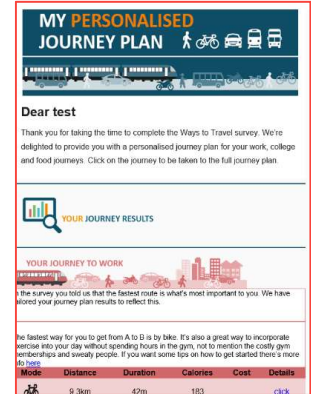 MY PERSONALISED
JOURNEY PLAN
Dear test
Thank you for taking the time to complete the Ways to Travel survey. We're
delighted to provide you with a personalised journey plan for your work, college
and food journeys. Click on the journey to be taken to the full journey plan.
YOUR JOURNEY RESULTS
YOUR JOURNEY TO WORK
the survey you told us that the fastest route is what's most important to you. We have
ailored your journey plan results to reflect this.
he fastest way for you to get from A to B is by bike. It's also a great way to incorporate
xercise into your day without spending hours in the gym, not to mention the costly gym
emberships and sweaty people. If you want some tips on how to get started there's more
fo here
Mode Distance Duration Calories Cost Details
9.3km 42m 183 click